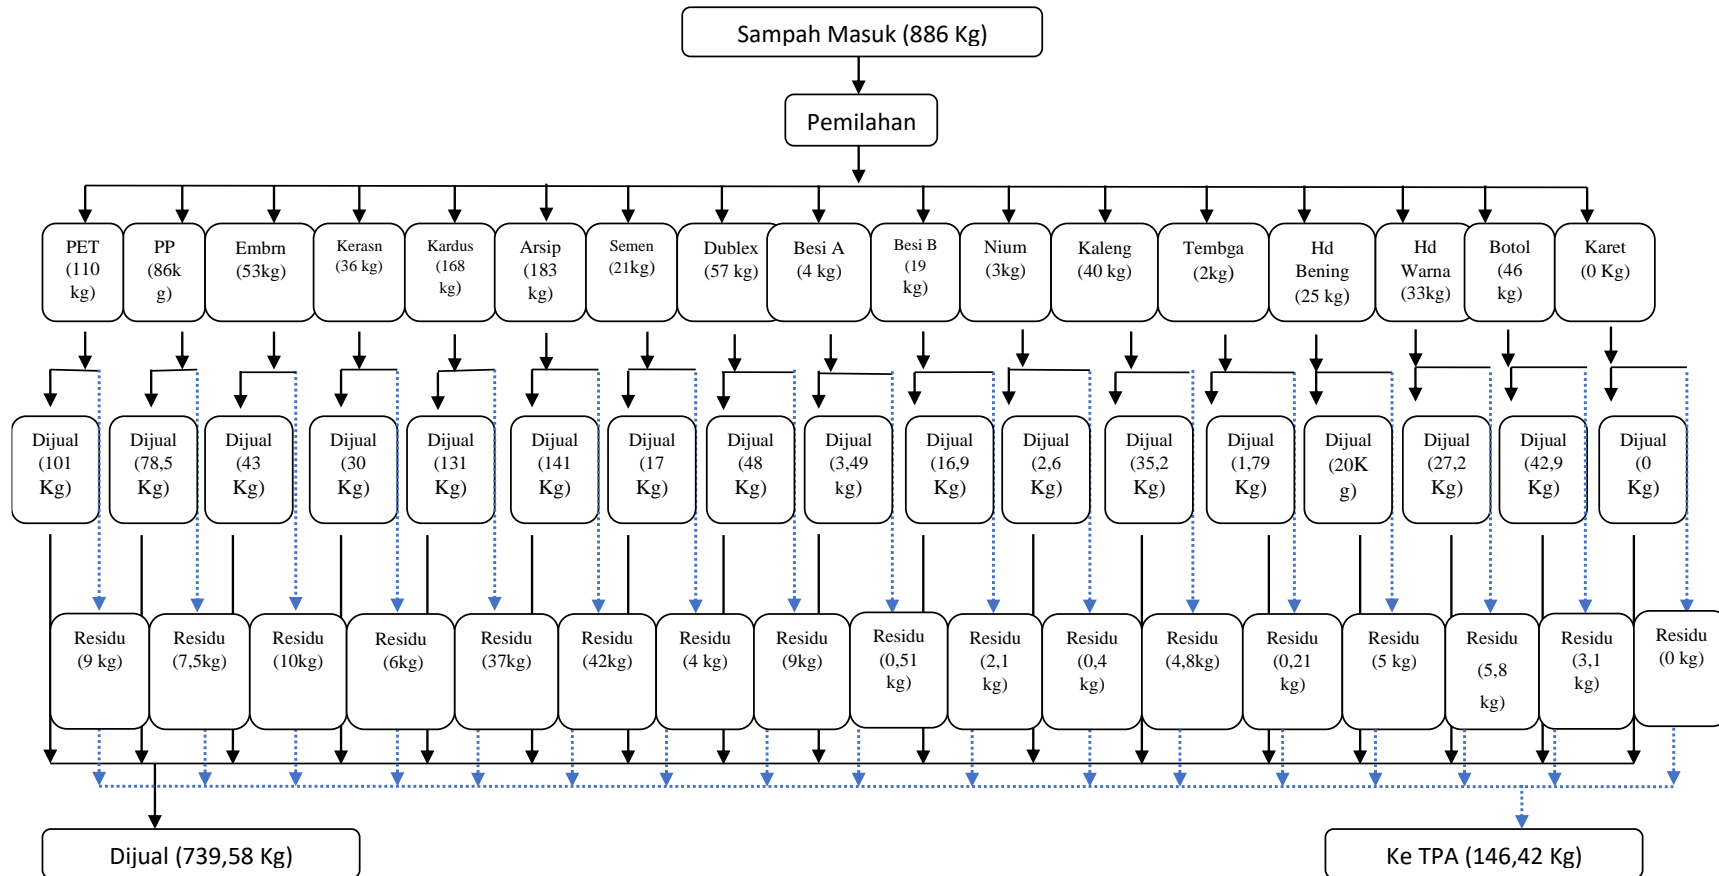 Sampah Masuk (886 Kg)
Pemilahan
PET
(110
kg)
PP
(86k
g)
Embrn
(53kg)
Kerasn
(36 kg)
Kardus
(168
kg)
Arsip
(183
kg)
Semen
(21kg)
Dublex
(57 kg)
Besi A
(4 kg)
Besi B
(19
kg)
Nium
(3kg)
Kaleng
(40 kg)
Tembga
(2kg)
Hd
Bening
(25 kg)
Hd
Warna
(33kg)
Botol
(46
kg)
Karet
(0 Kg)
Dijual
(101
Kg)
Dijual
(78,5
Kg)
Dijual
(43
Kg)
Dijual
(30
Kg)
Dijual
(131
Kg)
Dijual
(141
Kg)
Dijual
(17
Kg)
Dijual
(48
Kg)
Dijual
(3,49
kg)
Dijual
(16,9
Kg)
Dijual
(2,6
Kg)
Dijual
(35,2
Kg)
Dijual
(1,79
Kg)
Dijual
(20K
g)
Dijual
(27,2
Kg)
Dijual
(42,9
Kg)
Dijual
(0
Kg)
Residu
(9 kg)
Residu
(7,5kg)
Residu
(10kg)
Residu
(6kg)
Residu
(37kg)
Residu
(42kg)
Residu
(4 kg)
Residu
(9kg)
Residu
(0,51
kg)
Residu
(2,1
kg)
Residu
(0,4
kg)
Residu
(4,8kg)
Residu
(0,21
kg)
Residu
(5 kg)
Residu
(5,8
kg)
Residu
(3,1
kg)
Residu
(0 kg)
Dijual (739,58 Kg)
Ke TPA (146,42 Kg)